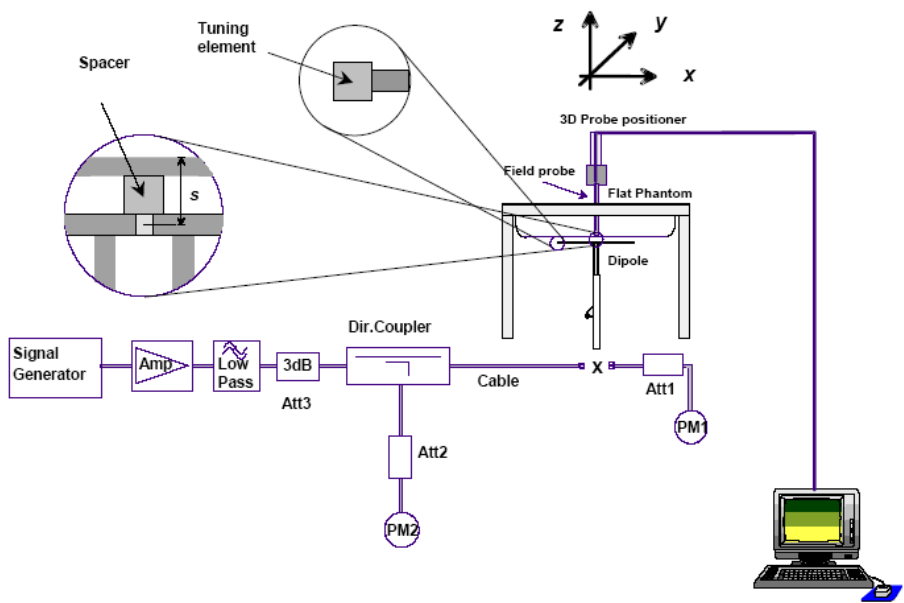 Tuning
element
Spacer
z
y
x
3D Probe positioner
Field probe
Flat Phantom
s
Dipole
Dir.Coupler
Signal
Generator
Amp
Low
Pass
3dB
Att3
Cable
x
Att1
PM1
Att2
PM2